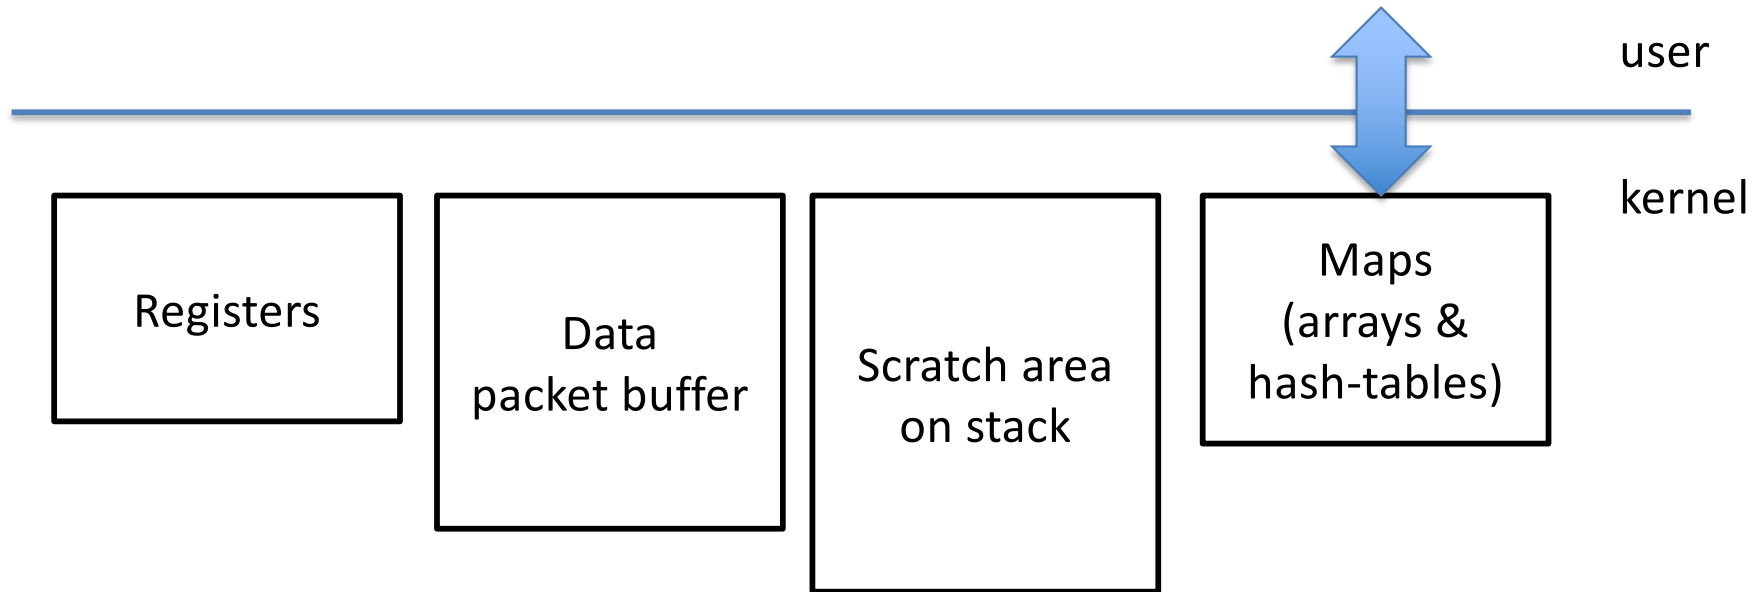 user
kernel
Registers
Data
packet buffer
Scratch area
on stack
Maps
(arrays &
hash-tables)